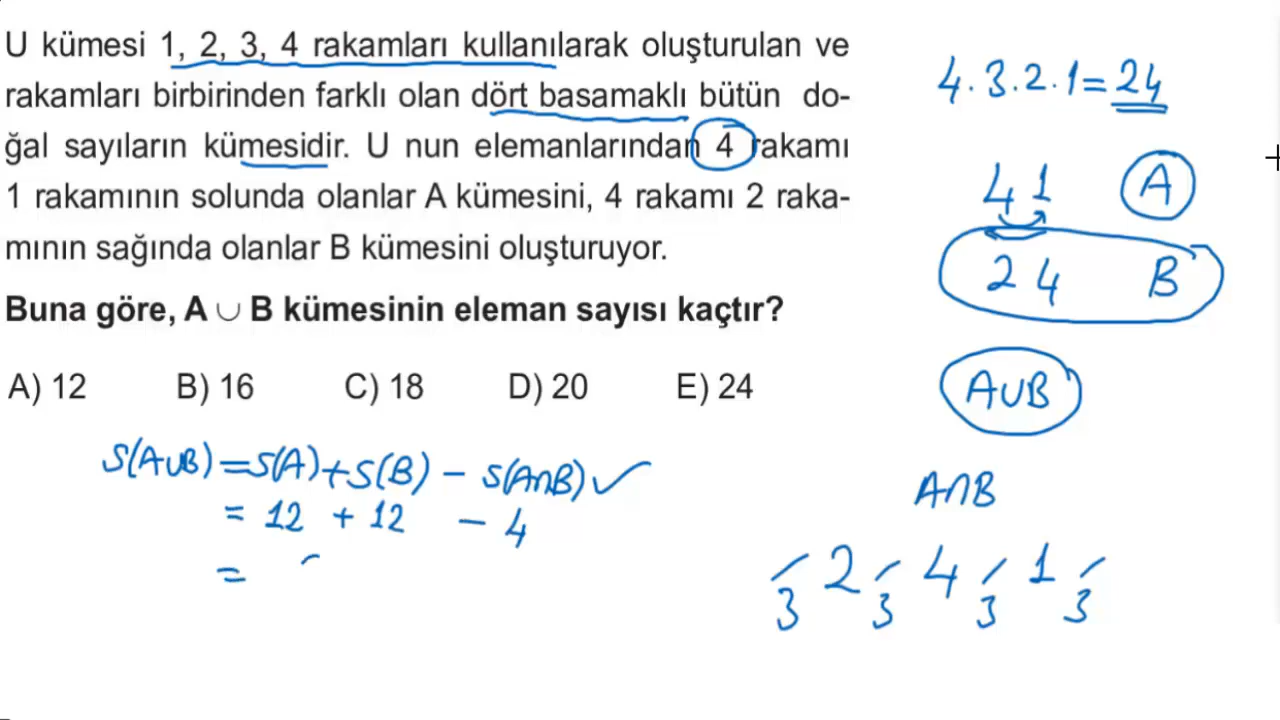 U kümesi 1, 2, 3, 4 rakamları kullanılarak oluşturulan ve
rakamları birbirinden farklı olan dört basamaklı bütün do-
ğal sayıların kümesidir. U nun elemanlarından 4 rakamı
1 rakamının solunda olanlar A kümesini, 4 rakamı 2 raka-
mının sağında olanlar B kümesini oluşturuyor.
Buna göre, A ∪ B kümesinin eleman sayısı kaçtır?
A) 12 B) 16 C) 18 D) 20 E) 24
s(A∪B) = s(A) + s(B) - s(A∩B) ✓
= 12 + 12 - 4
=
4.3.2.1 = 24
4 1 A
2 4 B
A∪B
A∩B
2 4 1
3 3 3 3